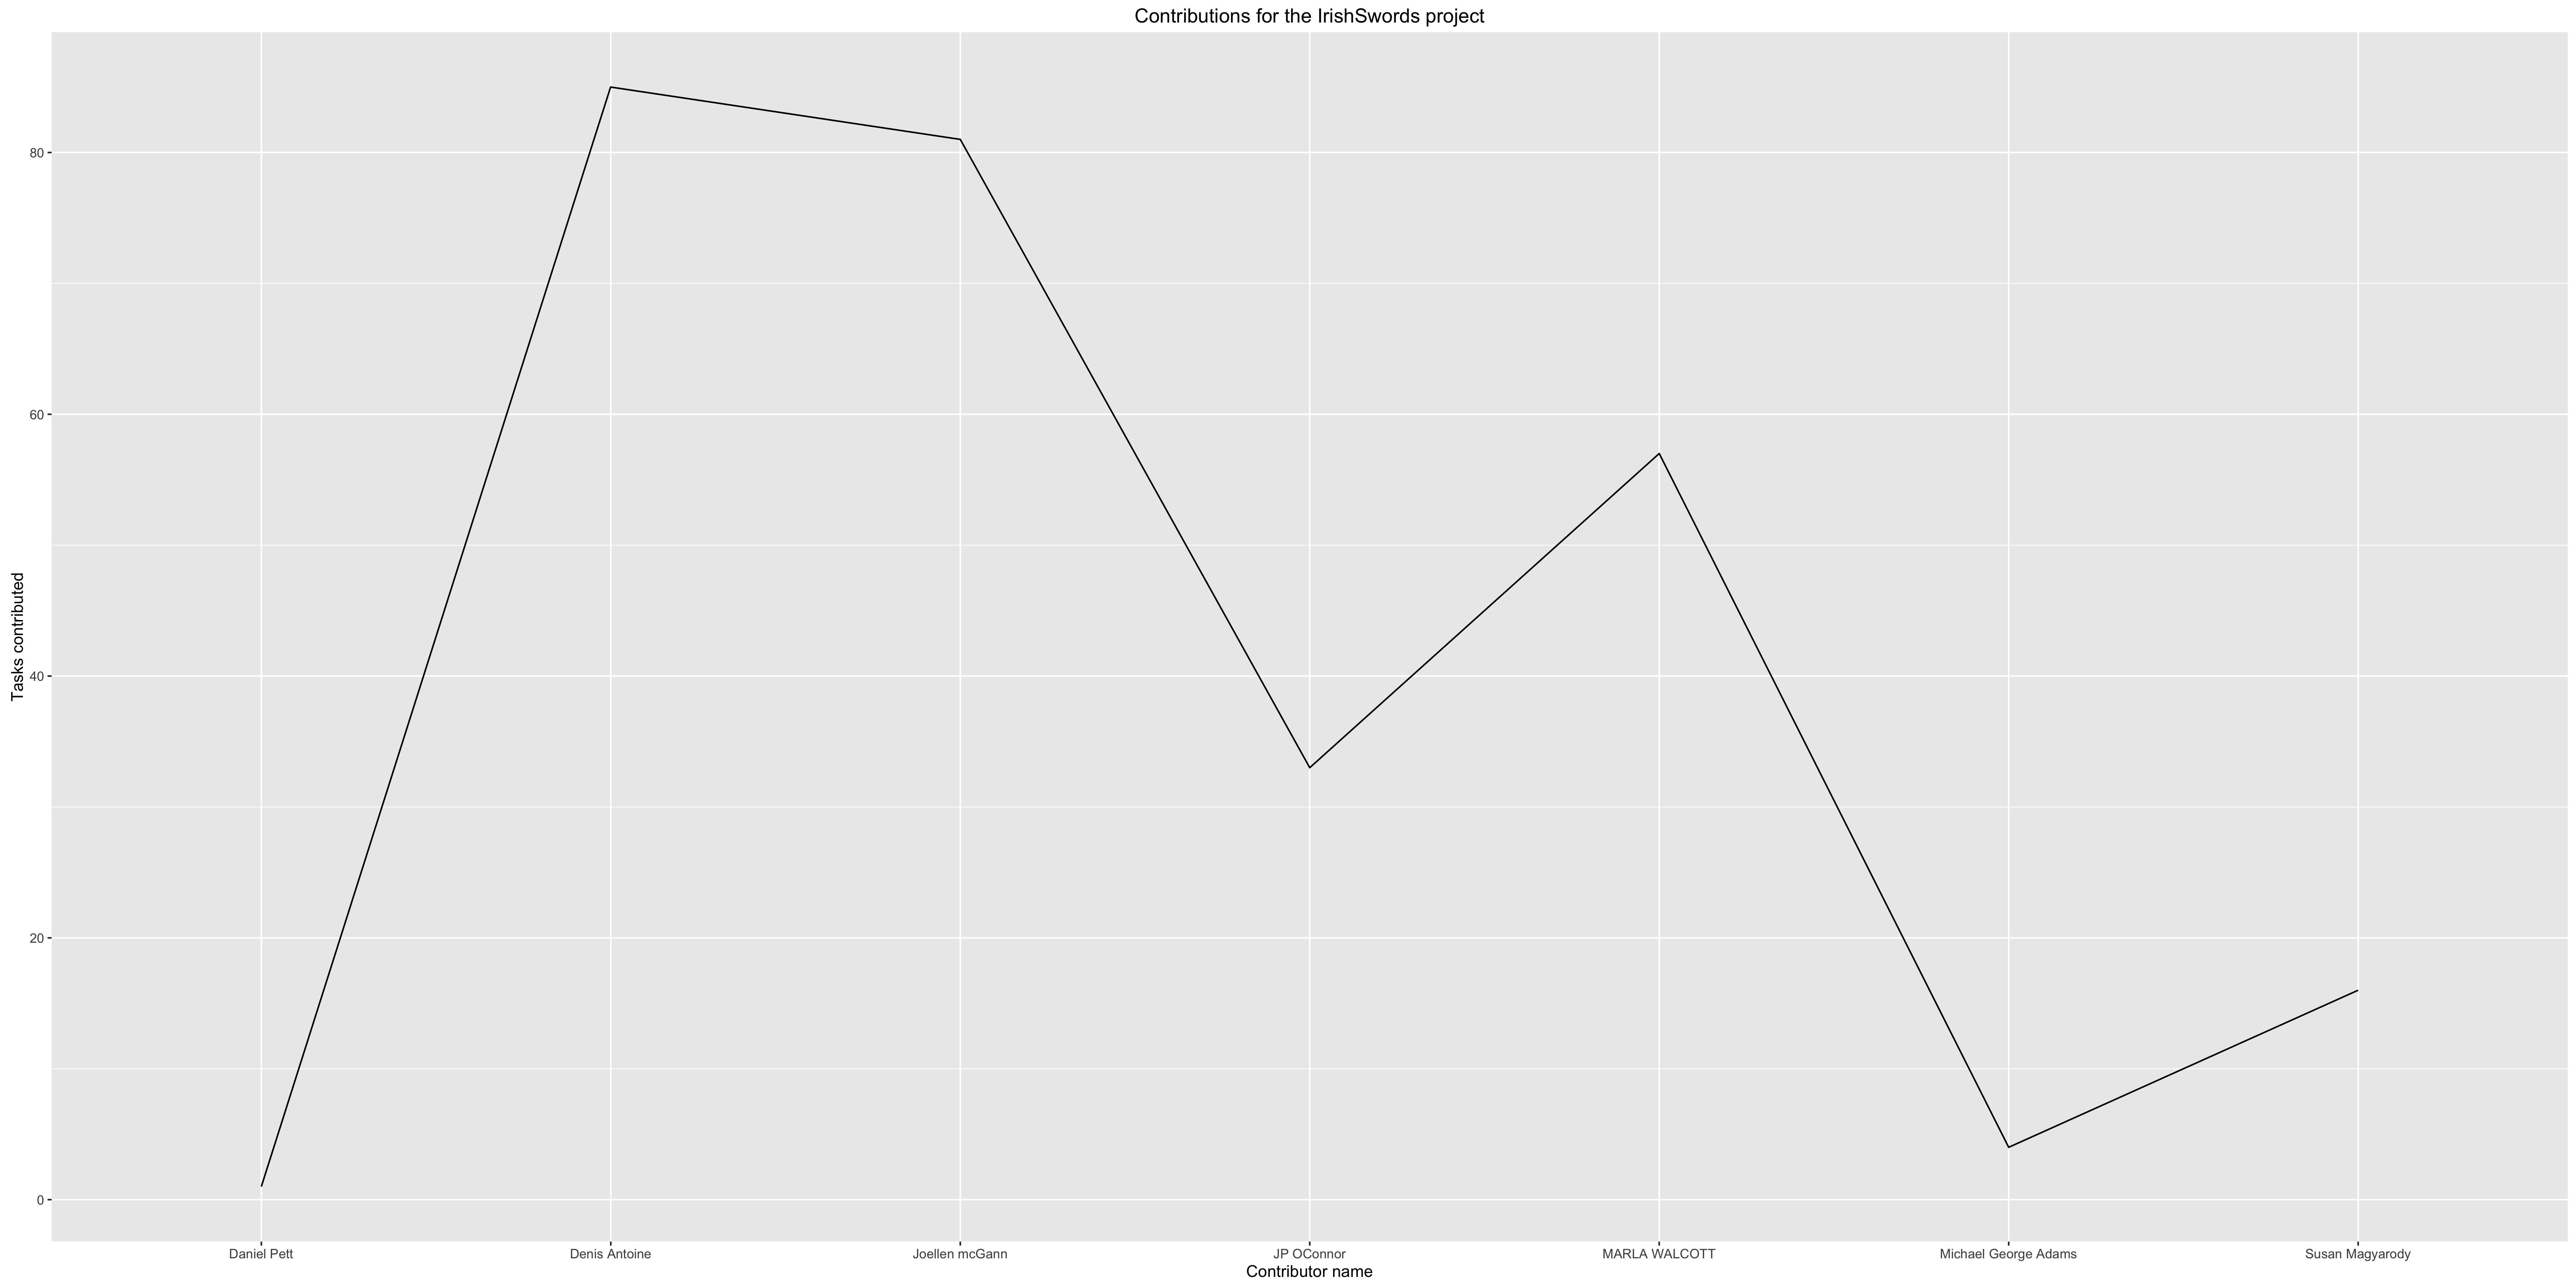 Contributions for the IrishSwords project
Tasks contributed
80
60
40
20
0
Daniel Pett
Denis Antoine
Joellen mcGann
JP OConnor
MARLA WALCOTT
Michael George Adams
Susan Magyarody
Contributor name